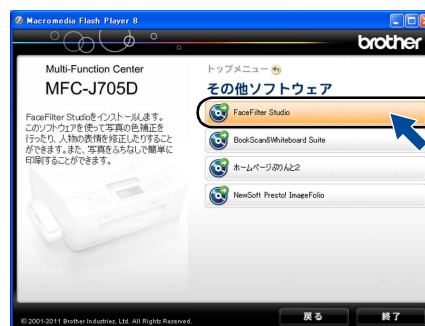 Macromedia Flash Player 8
brother
Multi-Function Center
MFC-J705D
FaceFilter Studioをインストールします。
このソフトウェアを使って写真の色補正を
行ったり、人物の表情を修正したりすること
ができます。また、写真をふちなしで簡単に
印刷することができます。
トップメニュー
その他ソフトウェア
FaceFilter Studio
BookScan&Whiteboard Suite
ホームページぷりんと2
NewSoft Presto! ImageFolio
© 2001-2011 Brother Industries, Ltd. All Rights Reserved.
戻る
終了